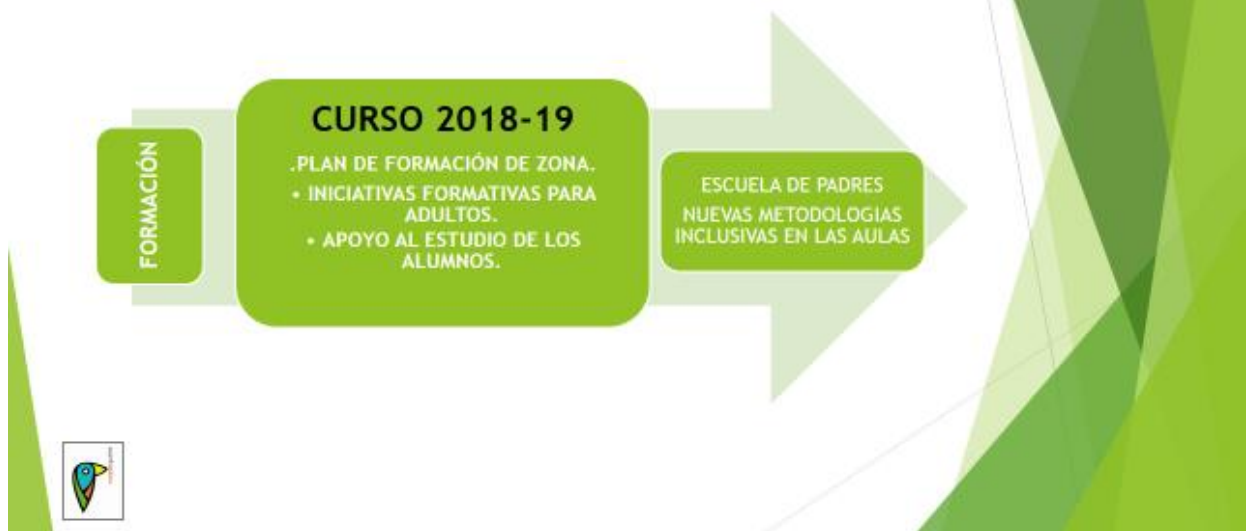 FORMACIÓN
CURSO 2018-19
.PLAN DE FORMACIÓN DE ZONA.
• INICIATIVAS FORMATIVAS PARA
ADULTOS.
• APOYO AL ESTUDIO DE LOS
ALUMNOS.
ESCUELA DE PADRES
NUEVAS METODOLOGIAS
INCLUSIVAS EN LAS AULAS